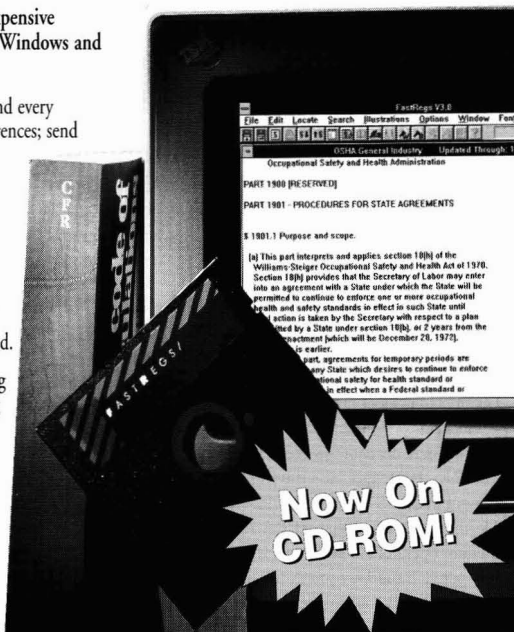 pensive
Windows and
nd every
rences; send
d.
g
CFR
code of
FASTREGS/
FastRegs V3.0
File Edit Locate Search Illustrations Options Window Font
OSHA General Industry Updated Through: 1
Occupational Safety and Health Administration
PART 1900 [RESERVED]
PART 1901 - PROCEDURES FOR STATE AGREEMENTS
§ 1901.1 Purpose and scope.
(a) This part interprets and applies section 18(h) of the
Williams-Steiger Occupational Safety and Health Act of 1970.
Section 18(h) provides that the Secretary of Labor may enter
into an agreement with a State under which the State will be
permitted to continue to enforce one or more occupational
health and safety standards in effect in such State until
l action is taken by the Secretary with respect to a plan
itted by a State under section 18(b), or 2 years from the
enactment (which will be December 28, 1972),
is earlier.
part, agreements for temporary periods are
any State which desires to continue to enforce
tional safety for health standard or
in effect when a Federal standard or
Now On
CD-ROM!